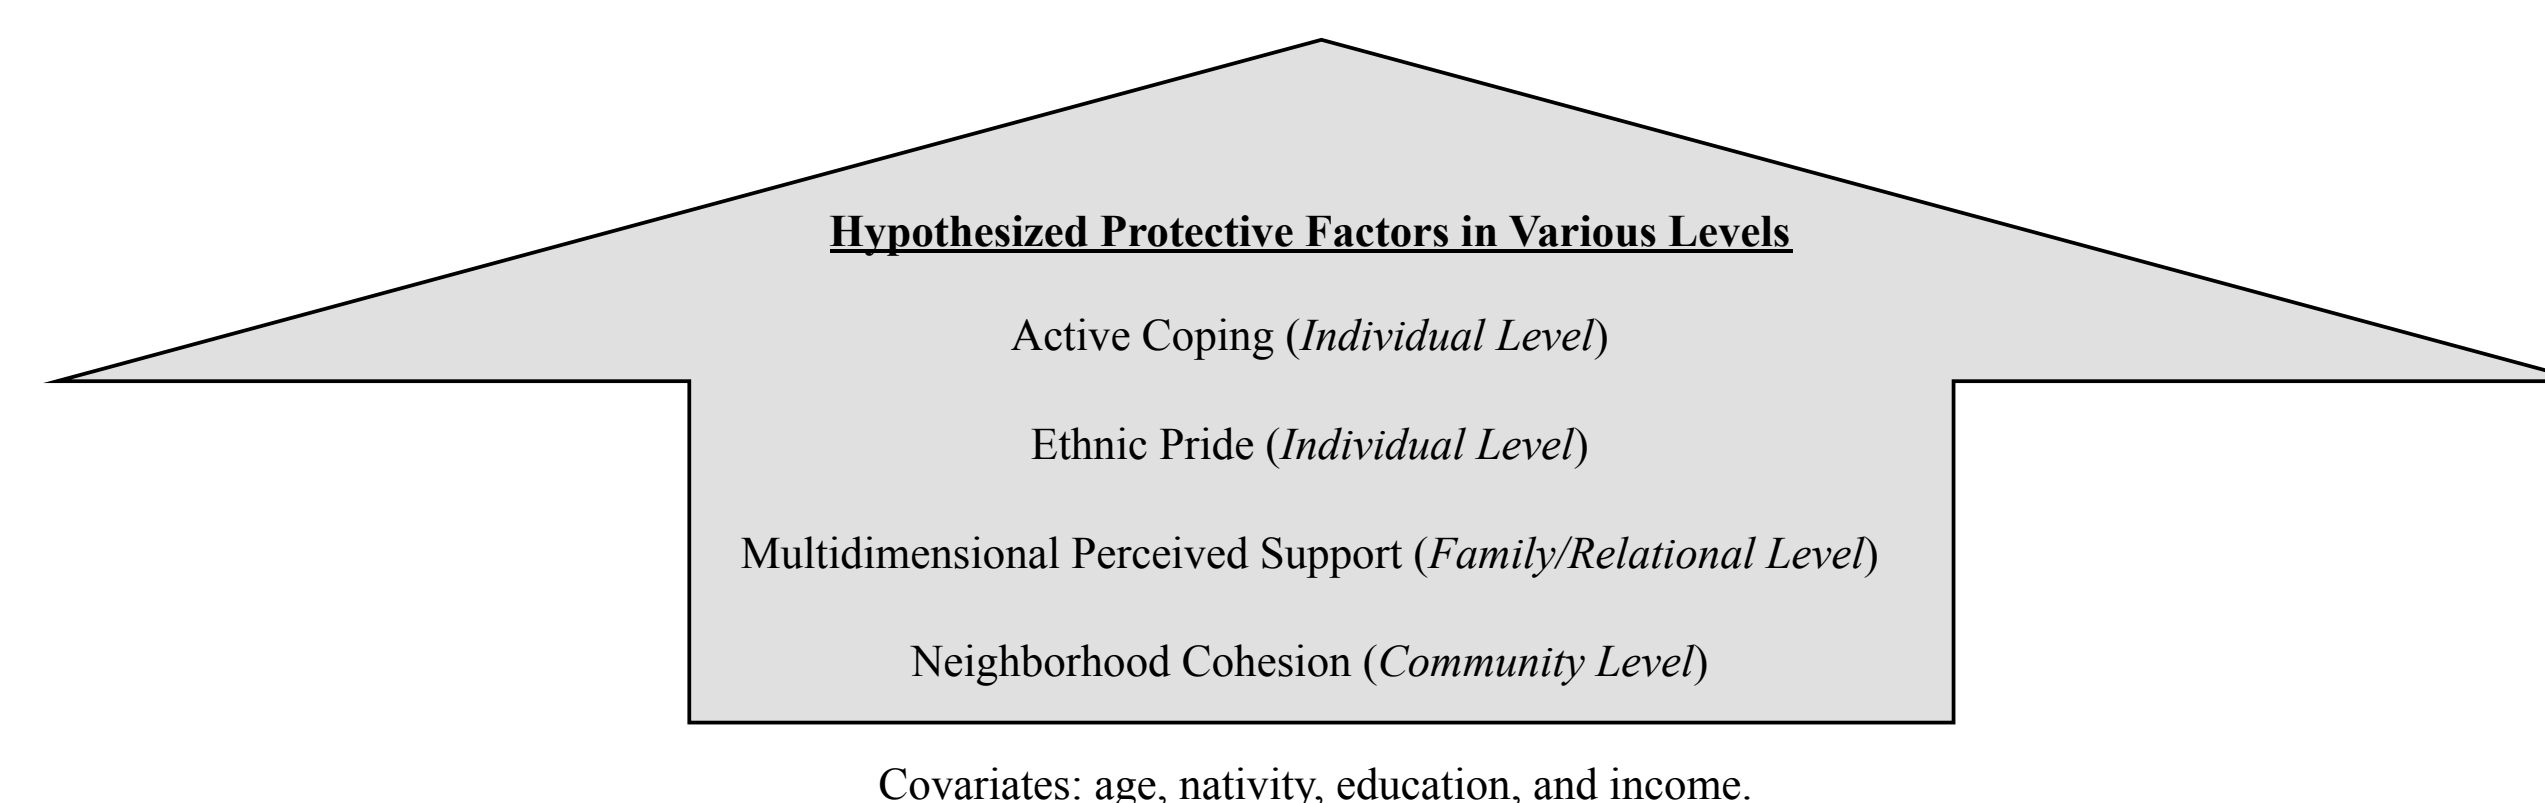 Hypothesized Protective Factors in Various Levels
Active Coping (Individual Level)
Ethnic Pride (Individual Level)
Multidimensional Perceived Support (Family/Relational Level)
Neighborhood Cohesion (Community Level)
Covariates: age, nativity, education, and income.